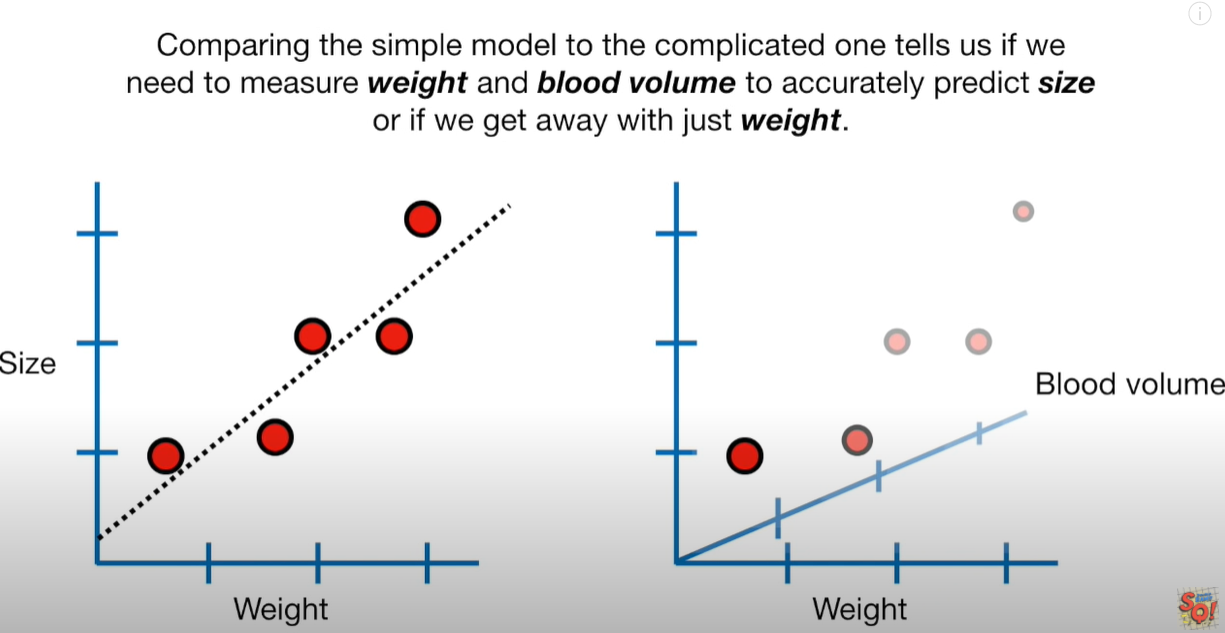 Comparing the simple model to the complicated one tells us if we
need to measure weight and blood volume to accurately predict size
or if we get away with just weight.
Size
Weight
Blood volume
Weight
SQ!